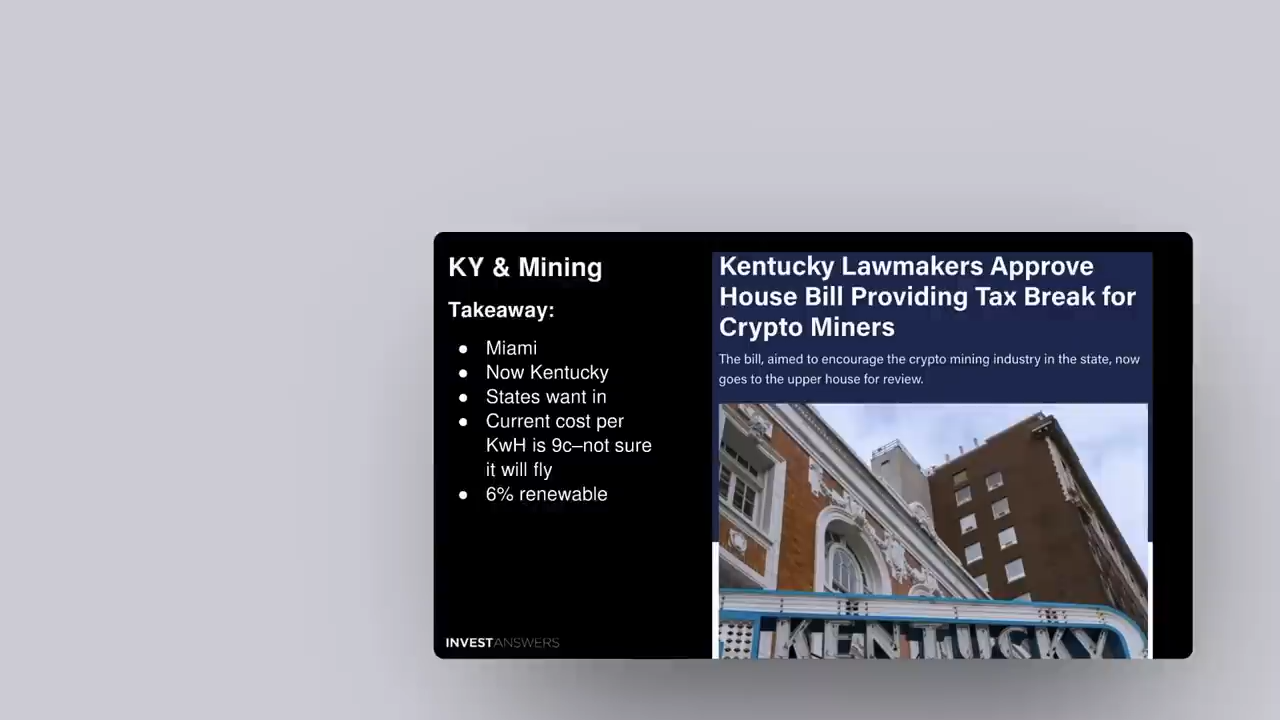 KY & Mining
Takeaway:
● Miami
● Now Kentucky
● States want in
● Current cost per
KwH is 9c–not sure
it will fly
● 6% renewable
INVESTANSWERS
Kentucky Lawmakers Approve
House Bill Providing Tax Break for
Crypto Miners
The bill, aimed to encourage the crypto mining industry in the state, now
goes to the upper house for review.
KENTUCKY